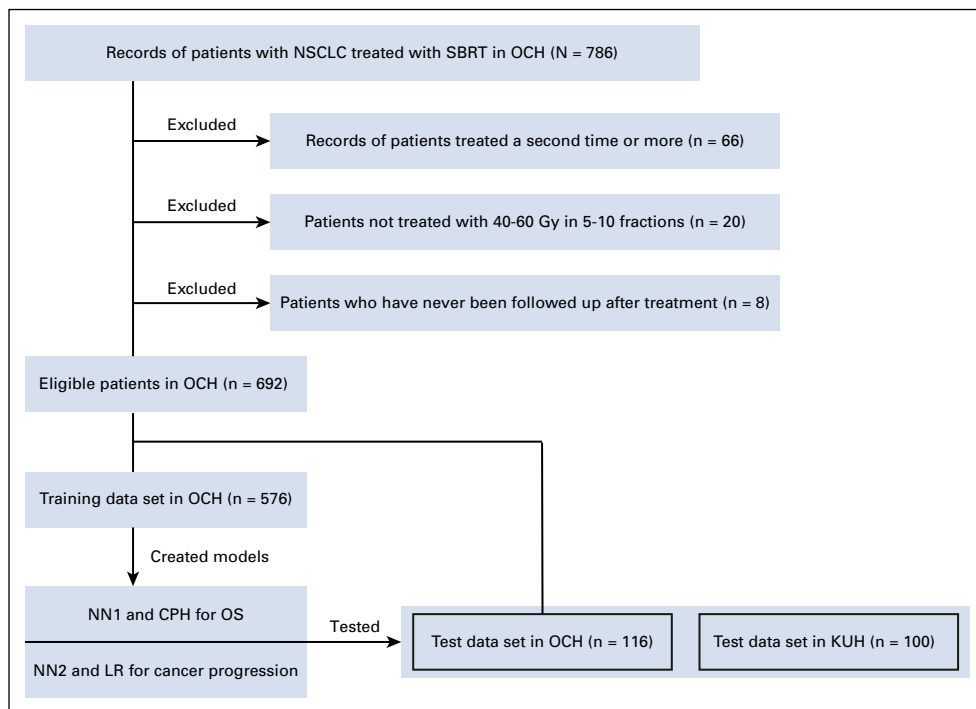 Records of patients with NSCLC treated with SBRT in OCH (N = 786)
Excluded
Records of patients treated a second time or more (n = 66)
Excluded
Patients not treated with 40-60 Gy in 5-10 fractions (n = 20)
Excluded
Patients who have never been followed up after treatment (n = 8)
Eligible patients in OCH (n = 692)
Training data set in OCH (n = 576)
Created models
NN1 and CPH for OS
NN2 and LR for cancer progression
Tested
Test data set in OCH (n = 116)
Test data set in KUH (n = 100)